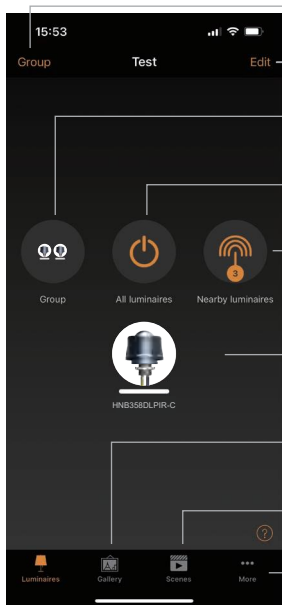 15:53
Group Test Edit
3
Group All luminaires Nearby luminaires
HNB358DLPIR-C
?
Luminaires Gallery Scenes More